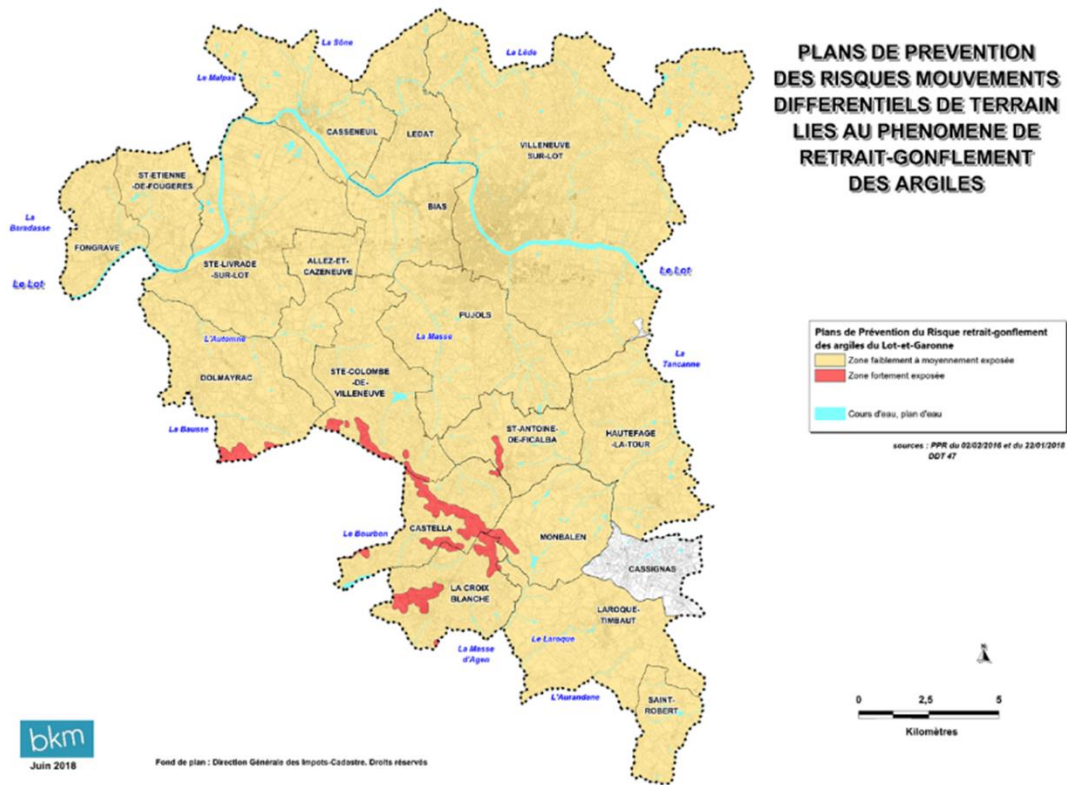 PLANS DE PREVENTION
DES RISQUES MOUVEMENTS
DIFFERENTIELS DE TERRAIN
LIES AU PHENOMENE DE
RETRAIT-GONFLEMENT
DES ARGILES
La Sône
La Lède
Le Malpas
CASSENEUIL
LEDAT
VILLENEUVE
SUR-LOT
ST-ETIENNE
-DE-FOUGERES
BIAS
La
Bordasse
FONGRAVE
STE-LIVRADE
-SUR-LOT
ALLEZ-ET-
CAZENEUVE
Le Lot
Le Lot
PUJOLS
L'Automne
La Masse
La
Tancanne
DOLMAYRAC
STE-COLOMBE
-DE-
VILLENEUVE
La Bausse
ST-ANTOINE-
DE-FICALBA
HAUTEFAGE
-LA-TOUR
Le Bourbon
CASTELLA
MONBALEN
CASSIGNAS
LA CROIX
BLANCHE
LAROQUE-
TIMBAUT
Le Laroque
La Masse
d'Agen
L'Aurandane
SAINT-
ROBERT
Plans de Prévention du Risque retrait-gonflement
des argiles du Lot-et-Garonne
Zone faiblement à moyennement exposée
Zone fortement exposée
Cours d'eau, plan d'eau
sources : PPR du 02/02/2016 et du 22/01/2018
DDT 47
N
0 2,5 5
Kilomètres
bkm
Juin 2018
Fond de plan : Direction Générale des Impots-Cadastre. Droits réservés